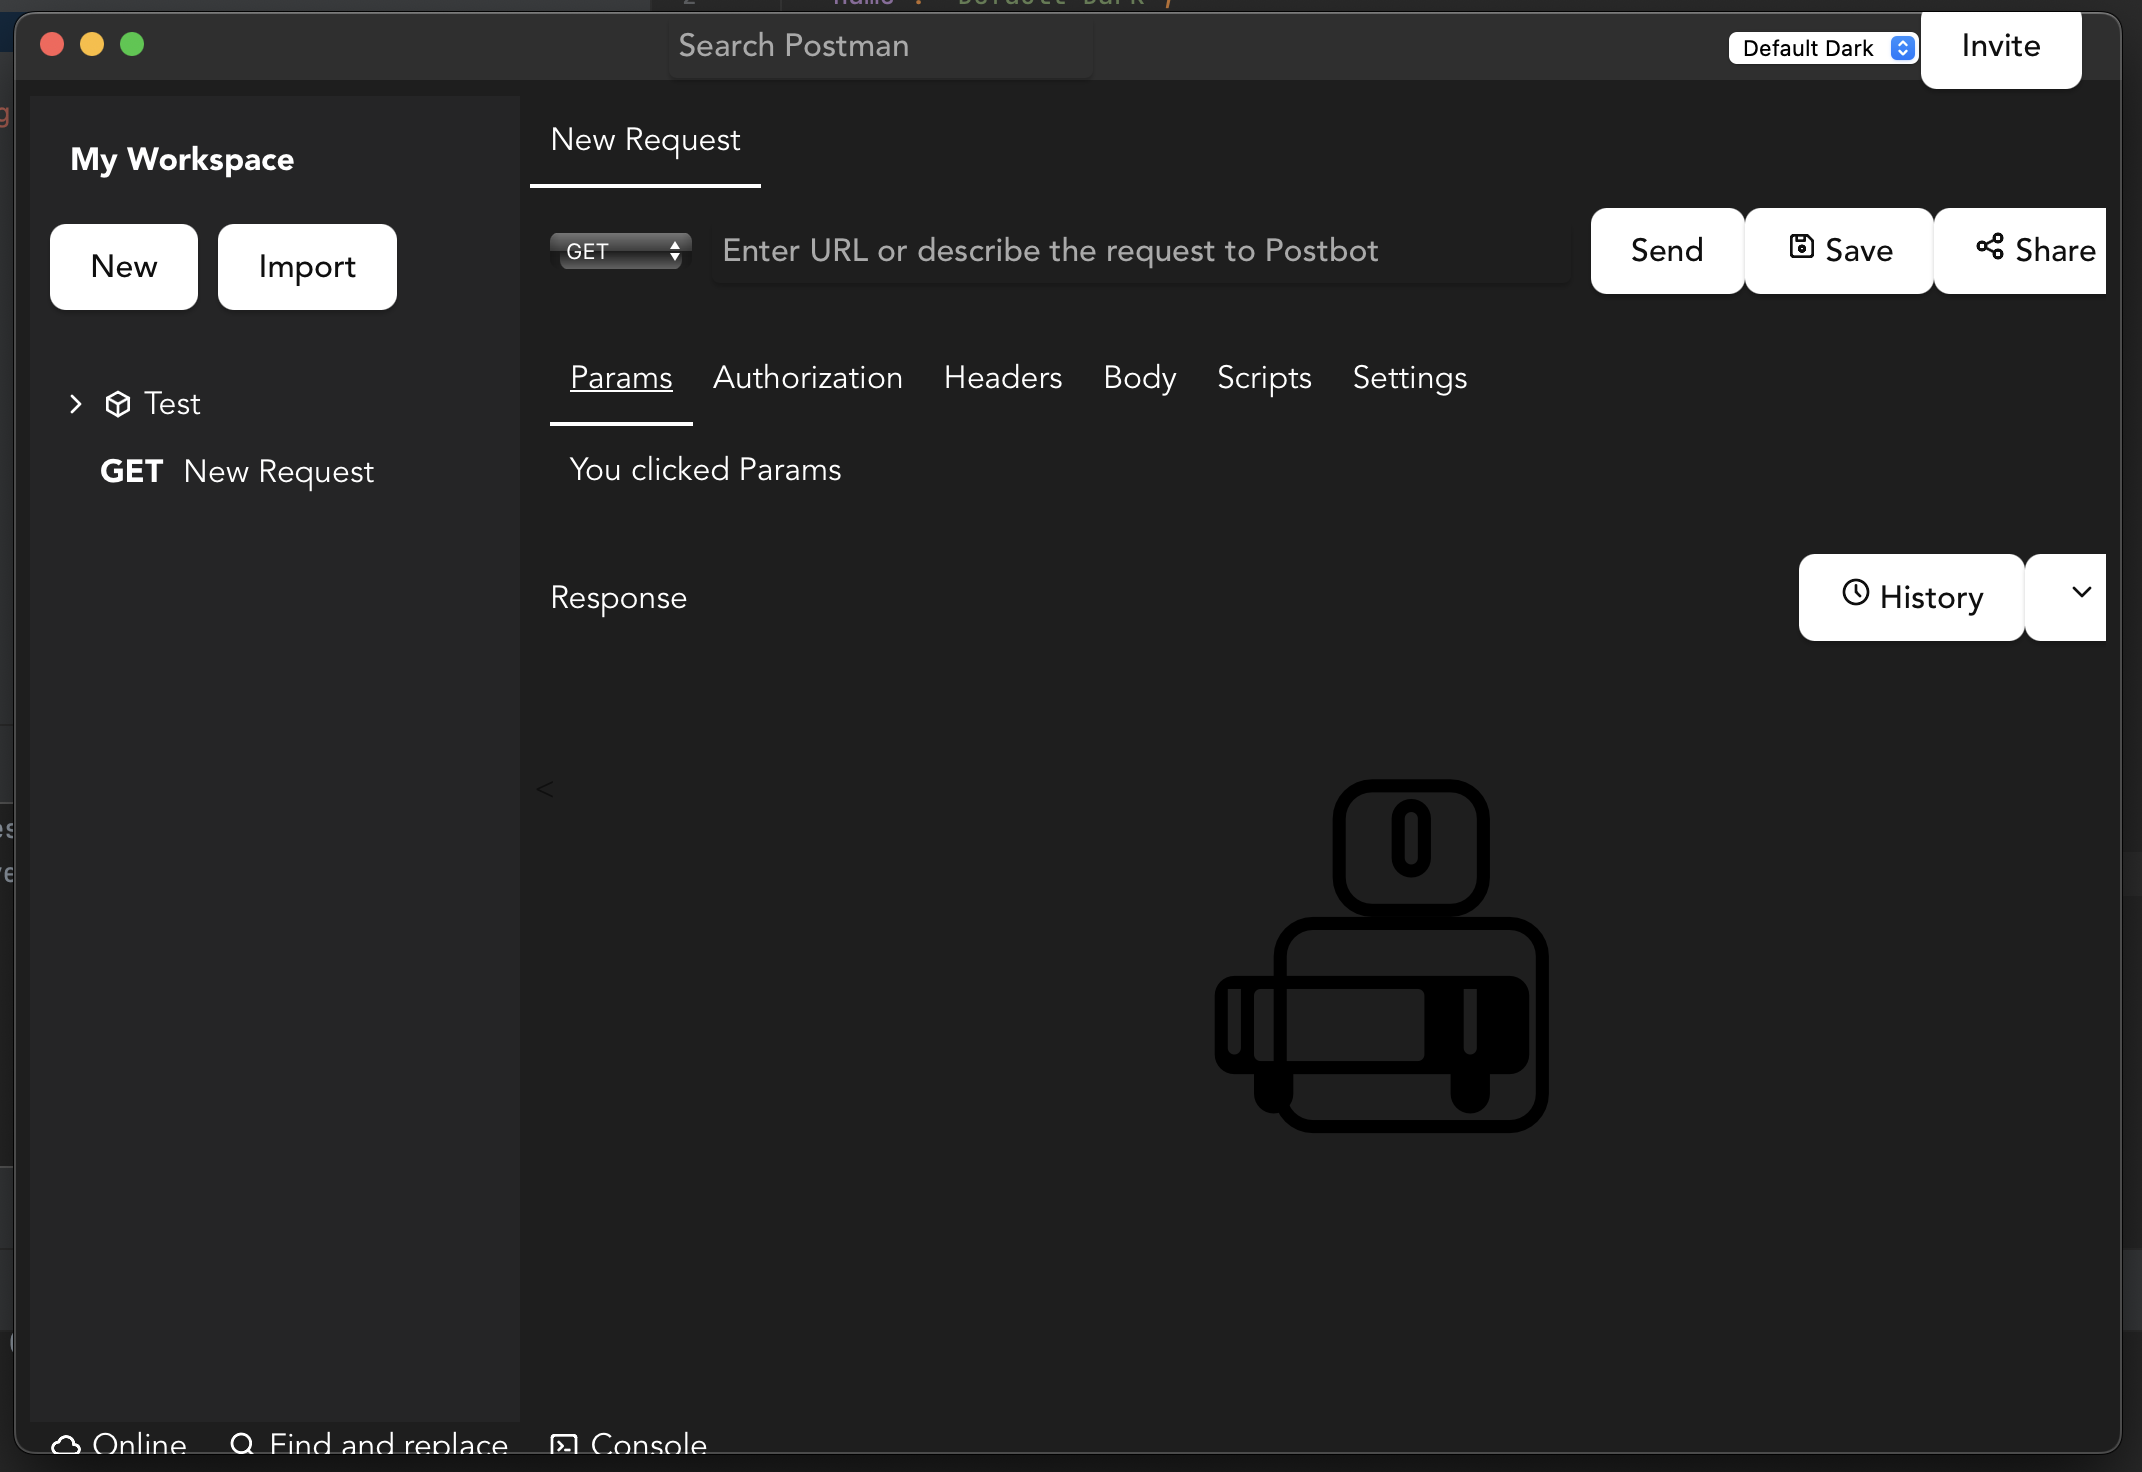 Search Postman
Default Dark
Invite
My Workspace
New
Import
Test
GET New Request
New Request
GET
Enter URL or describe the request to Postbot
Send
Save
Share
Params
Authorization
Headers
Body
Scripts
Settings
You clicked Params
Response
History
<
0
Online
Find and replace
Console